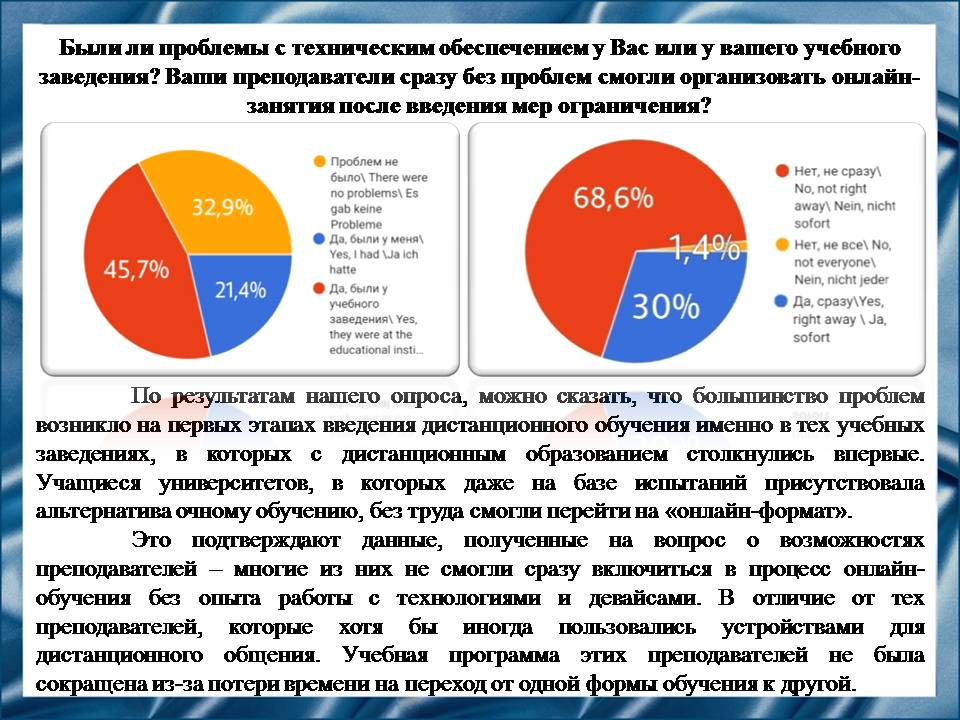 Были ли проблемы с техническим обеспечением у Вас или у вашего учебного
заведения? Ваши преподаватели сразу без проблем смогли организовать онлайн-
занятия после введения мер ограничения?
32,9%
45,7%
21,4%
Проблем не
было\ There were
no problems\ Es
gab keine
Probleme
Да, были у меня\
Yes, I had \Ja ich
hatte
Да, были у
учебного
заведения\ Yes,
they were at the
educational insti...
68,6%
1,4%
30%
Нет, не сразу\
No, not right
away\ Nein, nicht
sofort
Нет, не все\ No,
not everyone\
Nein, nicht jeder
Да, сразу\Yes,
right away \ Ja,
sofort
По результатам нашего опроса, можно сказать, что большинство проблем
возникло на первых этапах введения дистанционного обучения именно в тех учебных
заведениях, в которых с дистанционным образованием столкнулись впервые.
Учащиеся университетов, в которых даже на базе испытаний присутствовала
альтернатива очному обучению, без труда смогли перейти на «онлайн-формат».
Это подтверждают данные, полученные на вопрос о возможностях
преподавателей – многие из них не смогли сразу включиться в процесс онлайн-
обучения без опыта работы с технологиями и девайсами. В отличие от тех
преподавателей, которые хотя бы иногда пользовались устройствами для
дистанционного общения. Учебная программа этих преподавателей не была
сокращена из-за потери времени на переход от одной формы обучения к другой.